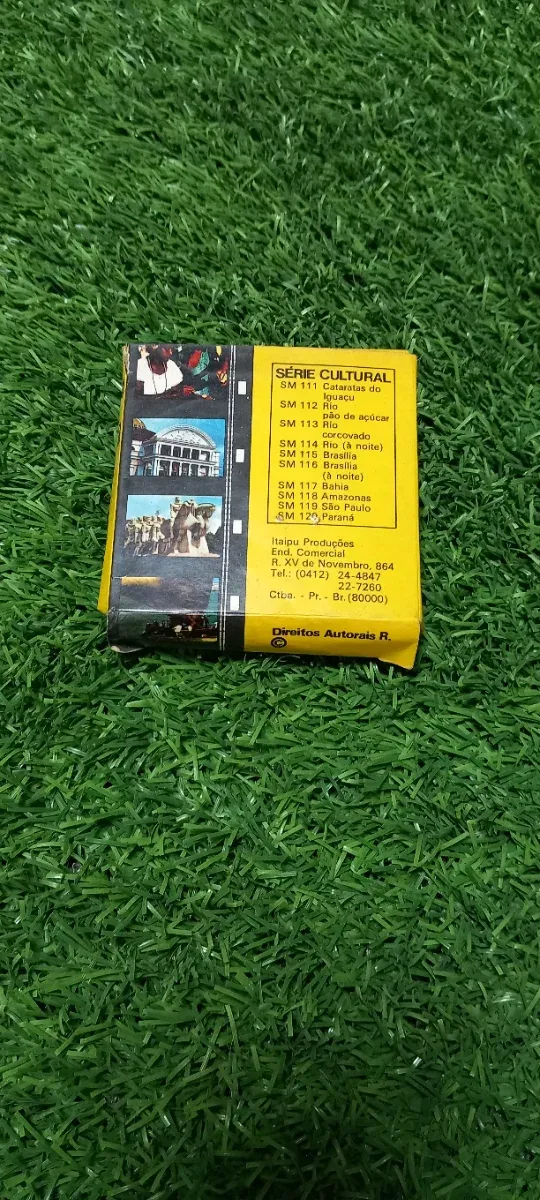 SÉRIE CULTURAL
SM 111 Cataratas do
Iguaçu
SM 112 Rio
pão de açúcar
SM 113 Rio
corcovado
SM 114 Rio (à noite)
SM 115 Brasília
SM 116 Brasília
(à noite)
SM 117 Bahia
SM 118 Amazonas
SM 119 São Paulo
SM 120 Paraná
Itaipu Produções
End. Comercial
R. XV de Novembro, 864
Tel.: (0412) 24-4847
22-7260
Ctba. - Pr. - Br. (80000)
Direitos Autorais R.
©